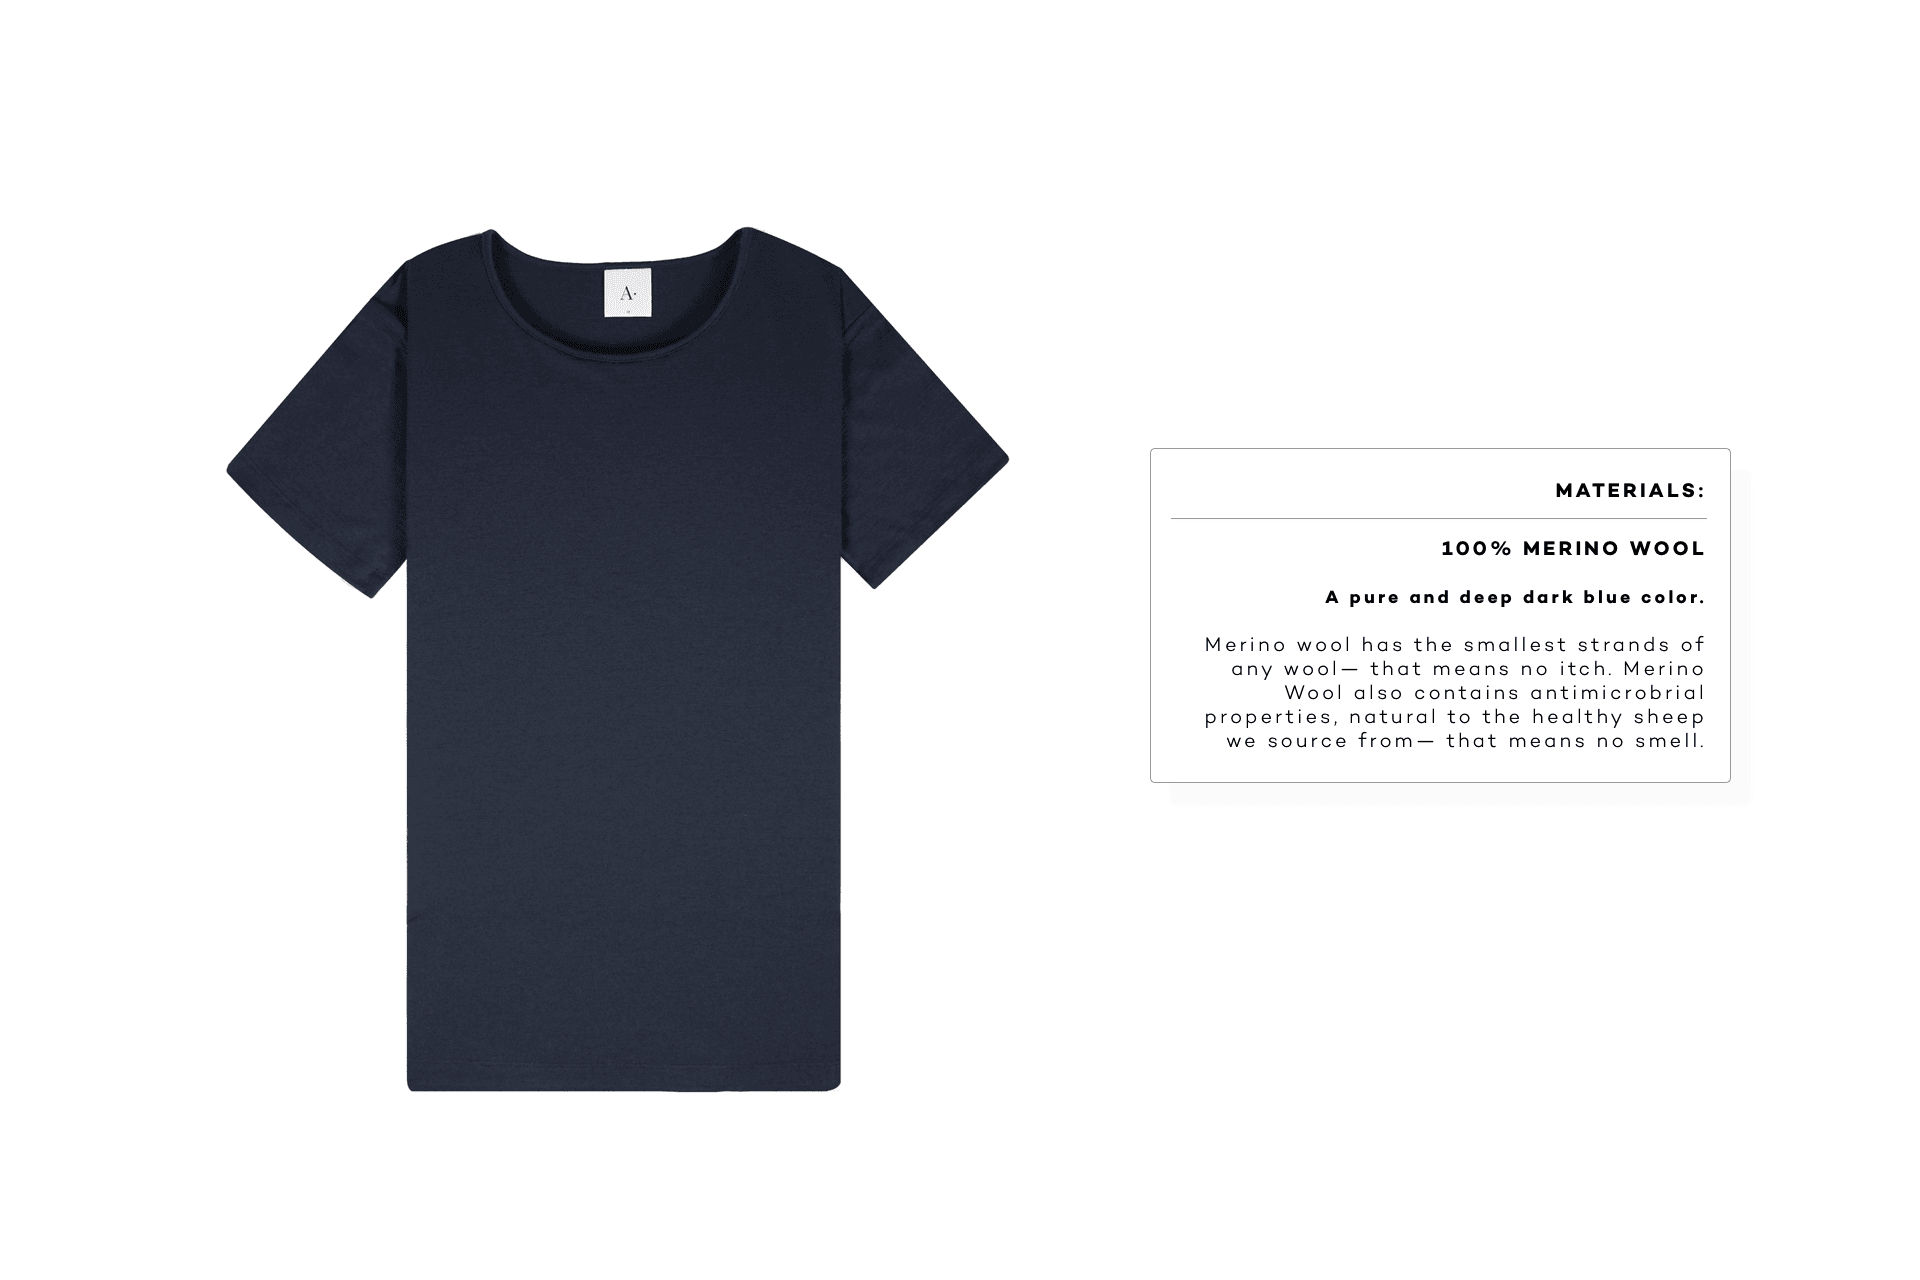 A·
MATERIALS:
100% MERINO WOOL
A pure and deep dark blue color.
Merino wool has the smallest strands of
any wool— that means no itch. Merino
Wool also contains antimicrobrial
properties, natural to the healthy sheep
we source from— that means no smell.